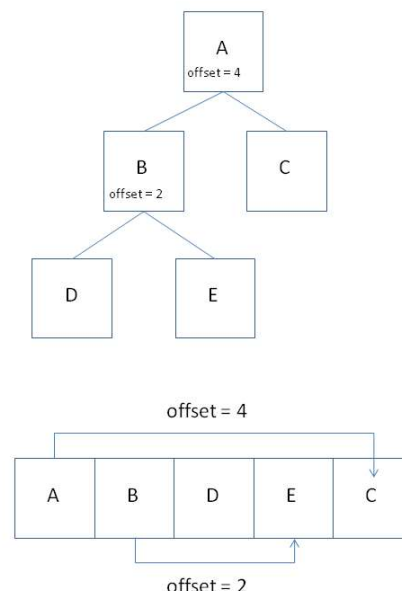 A
offset = 4
B
offset = 2
C
D
E
offset = 4
A B D E C
offset = 2